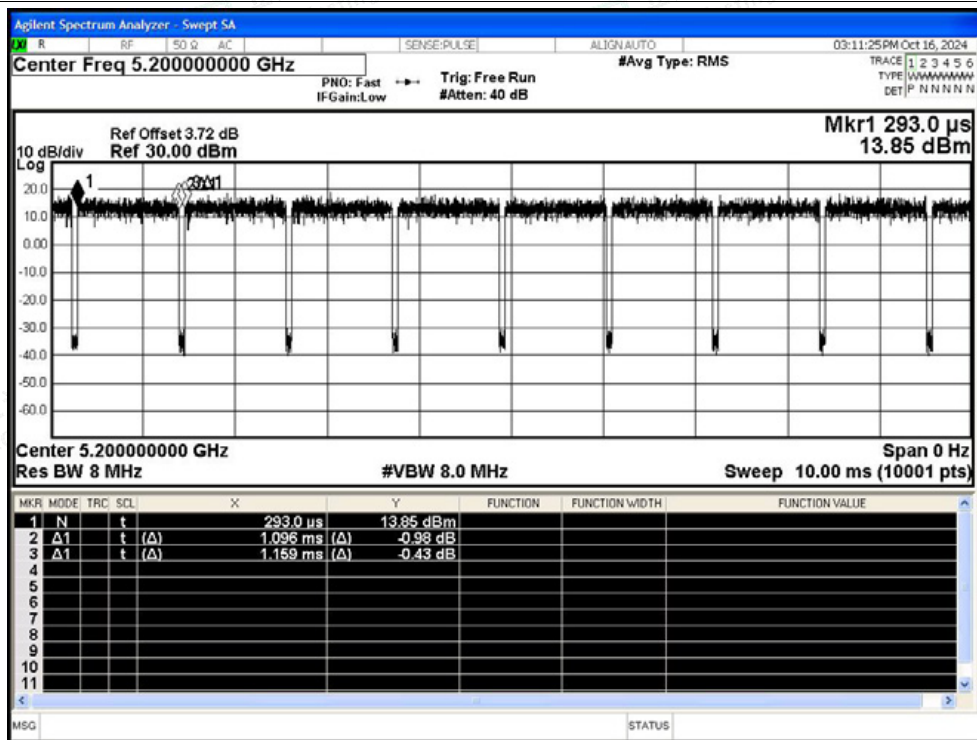 Agilent Spectrum Analyzer - Swept SA
LXI R RF 50 Ω AC SENSE:PULSE ALIGN AUTO 03:11:25 PM Oct 16, 2024
Center Freq 5.200000000 GHz #Avg Type: RMS TRACE 1 2 3 4 5 6
PNO: Fast Trig: Free Run TYPE WWWWWW
IFGain:Low #Atten: 40 dB DET P N N N N N
Mkr1 293.0 µs
Ref Offset 3.72 dB
10 dB/div Ref 30.00 dBm 13.85 dBm
Log
1
20.0
10.0
0.00
-10.0
-20.0
-30.0
-40.0
-50.0
-60.0
Center 5.200000000 GHz Span 0 Hz
Res BW 8 MHz #VBW 8.0 MHz Sweep 10.00 ms (10001 pts)
MKR MODE TRC SCL X Y FUNCTION FUNCTION WIDTH FUNCTION VALUE
1 N t 293.0 µs 13.85 dBm
2 Δ1 t (Δ) 1.096 ms (Δ) -0.98 dB
3 Δ1 t (Δ) 1.159 ms (Δ) -0.43 dB
4
5
6
7
8
9
10
11
MSG STATUS